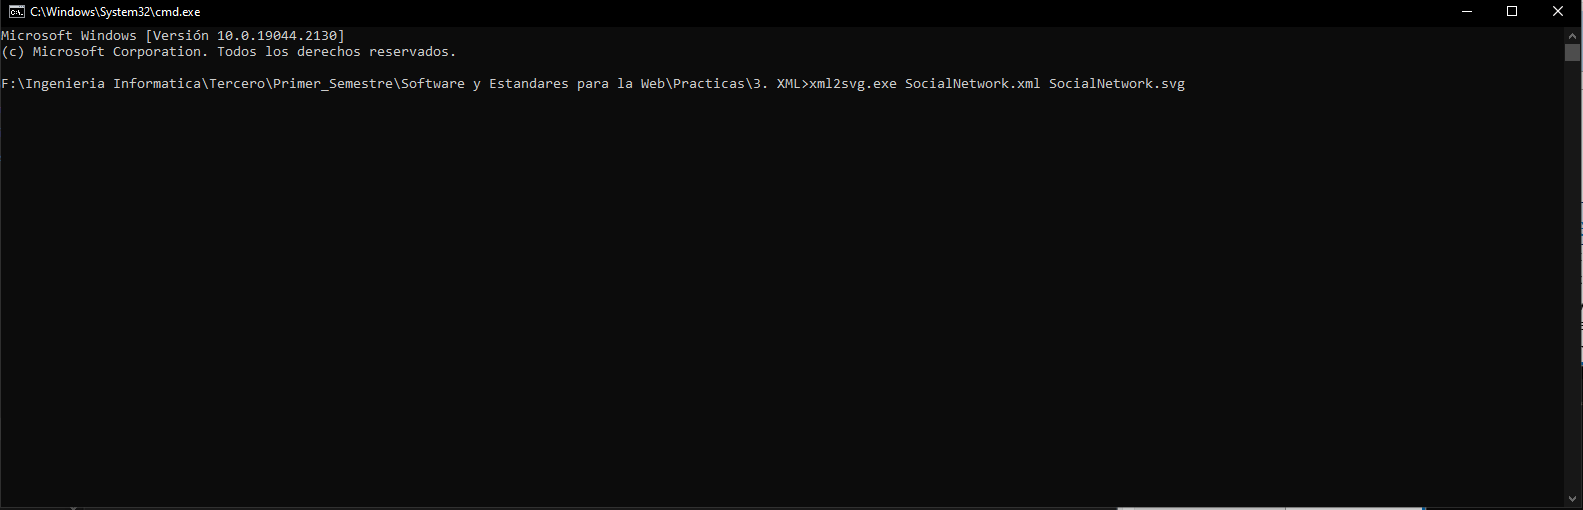 C:\Windows\System32\cmd.exe
Microsoft Windows [Versión 10.0.19044.2130]
(c) Microsoft Corporation. Todos los derechos reservados.
F:\Ingenieria Informatica\Tercero\Primer_Semestre\Software y Estandares para la Web\Practicas\3. XML>xml2svg.exe SocialNetwork.xml SocialNetwork.svg